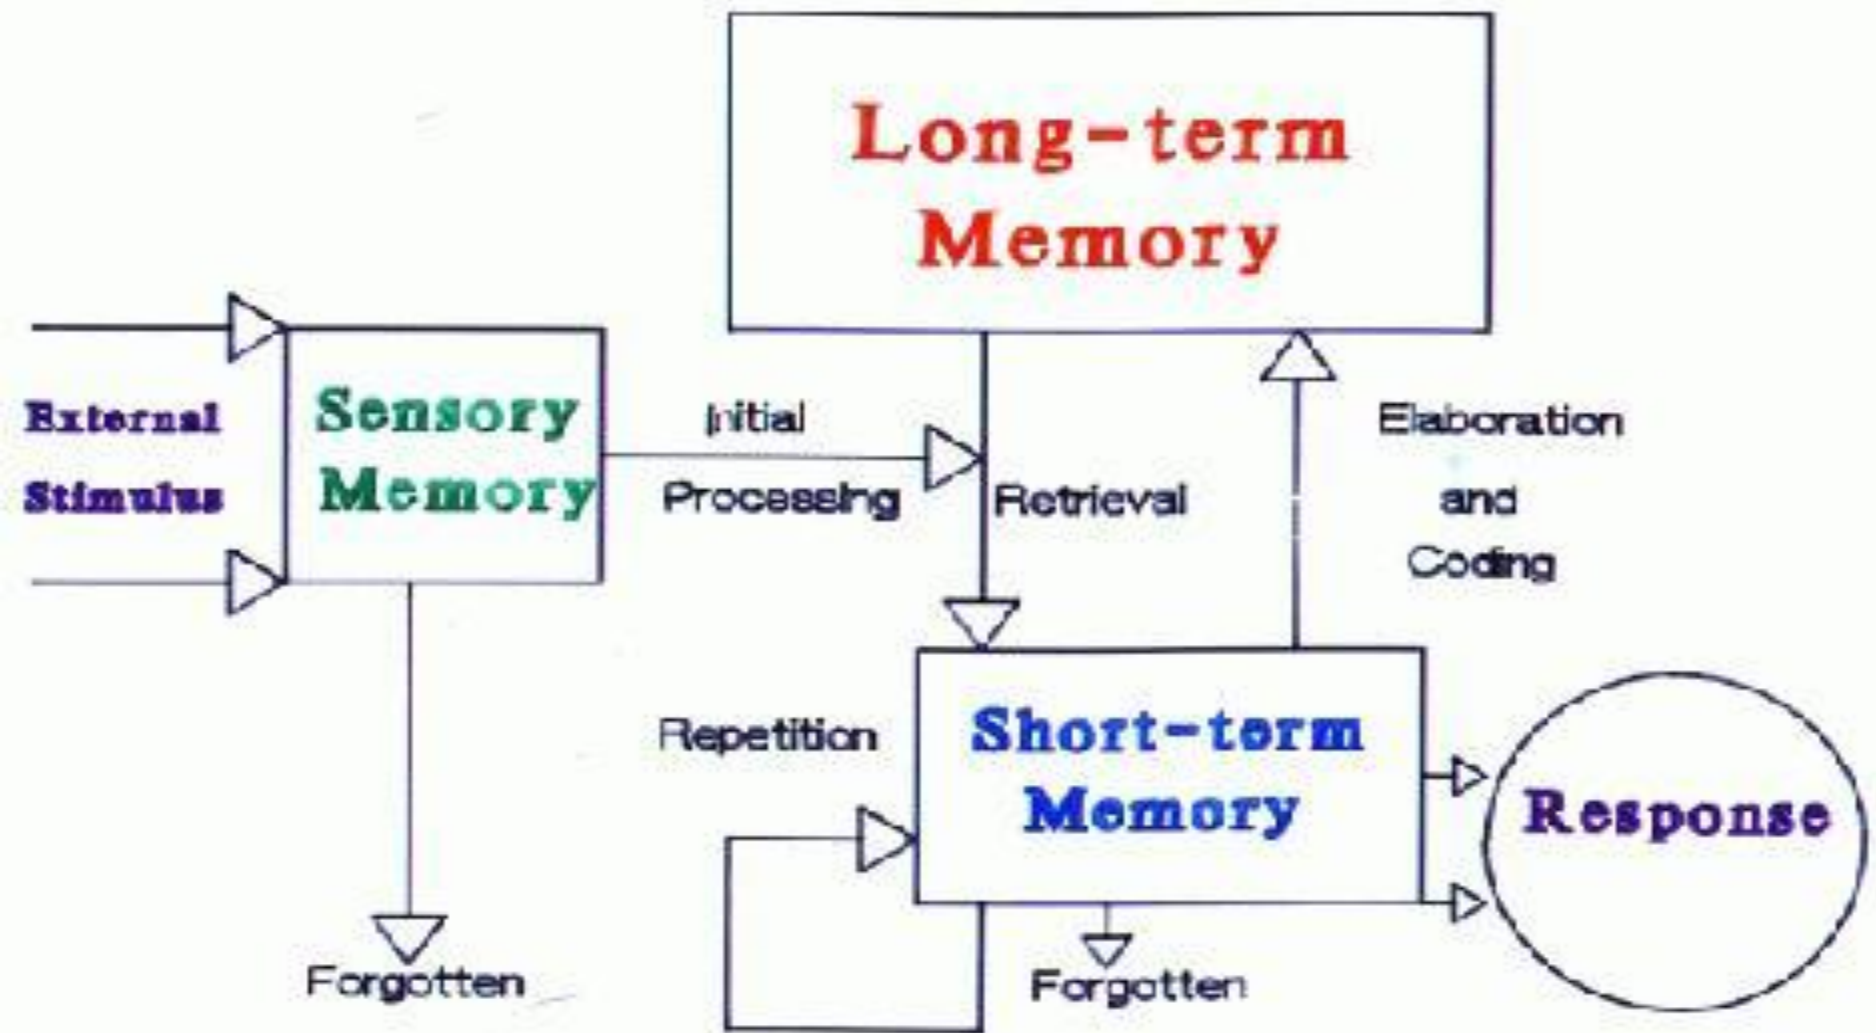 Long-term
Memory
External
Stimulus
Sensory
Memory
Initial
Processing
Retrieval
Elaboration
and
Coding
Repetition
Short-term
Memory
Response
Forgotten
Forgotten